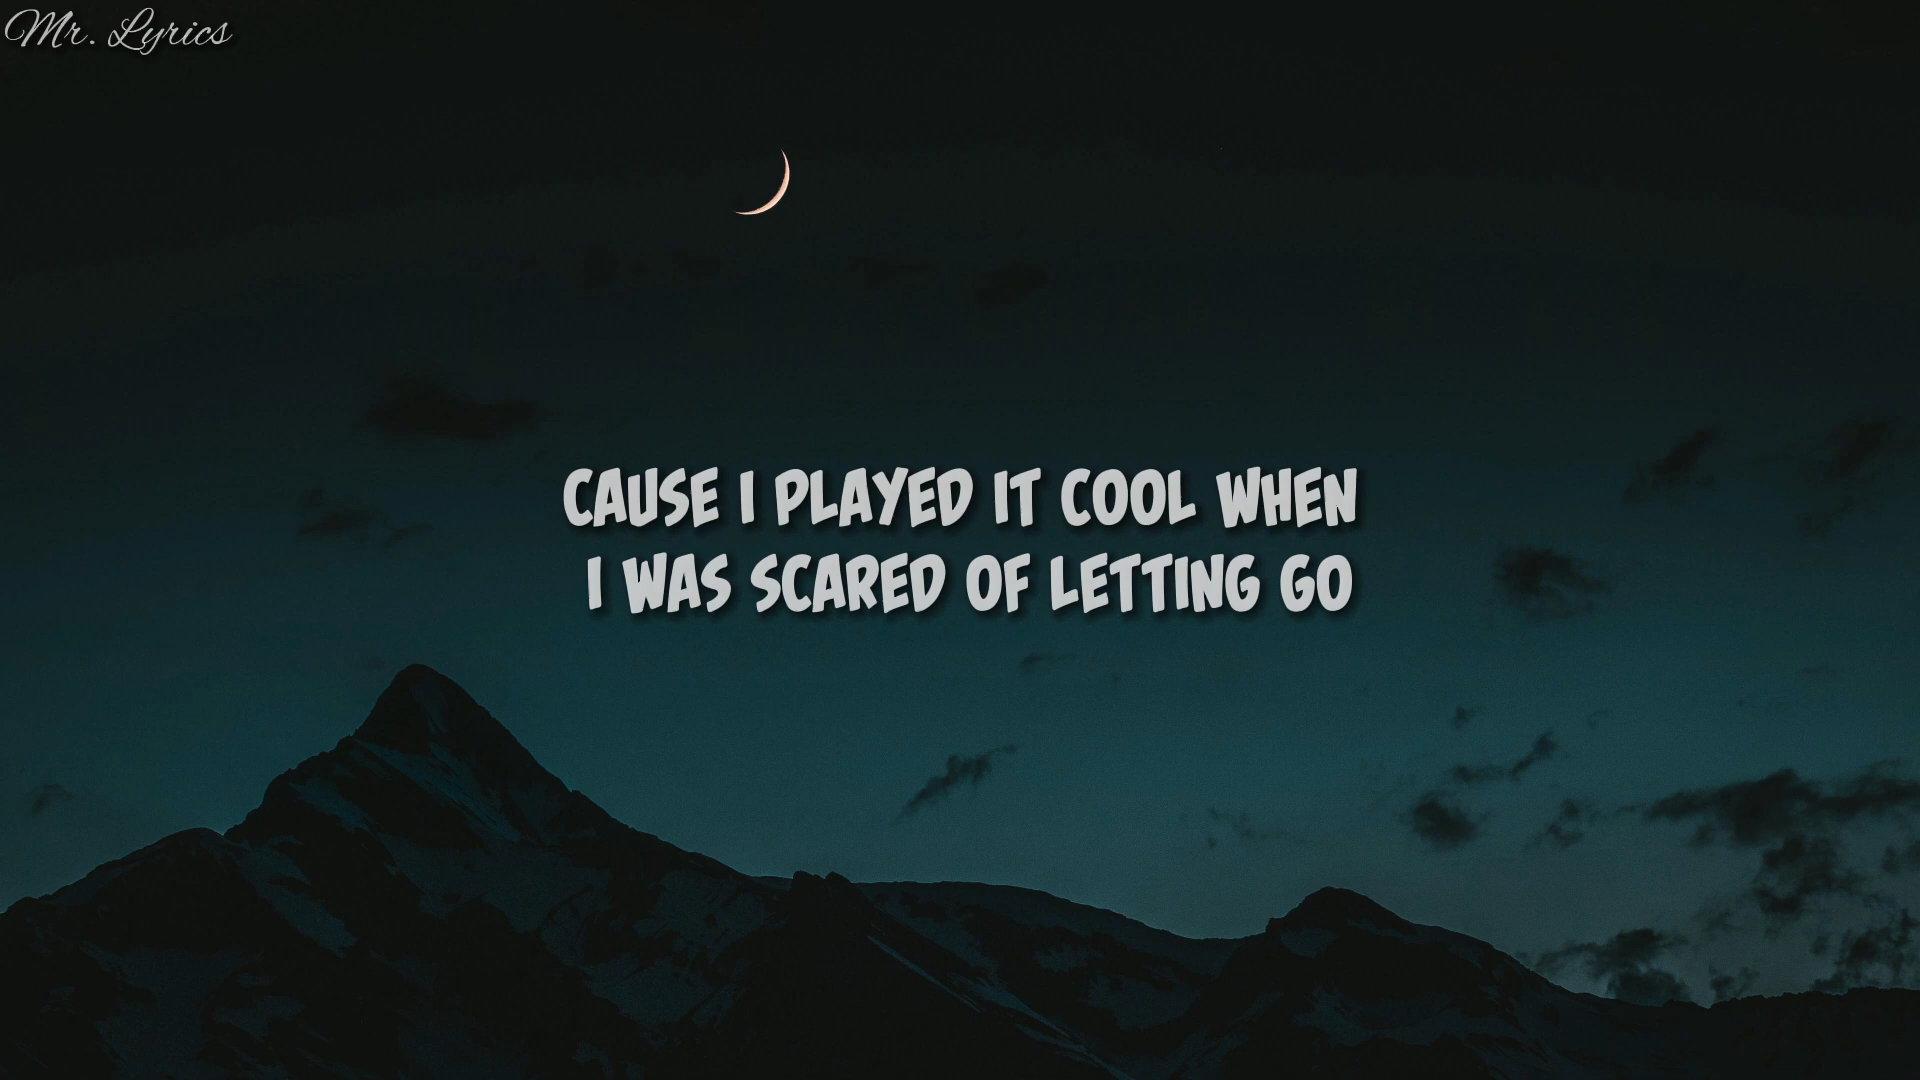 Mr. Lyrics
CAUSE I PLAYED IT COOL WHEN
I WAS SCARED OF LETTING GO